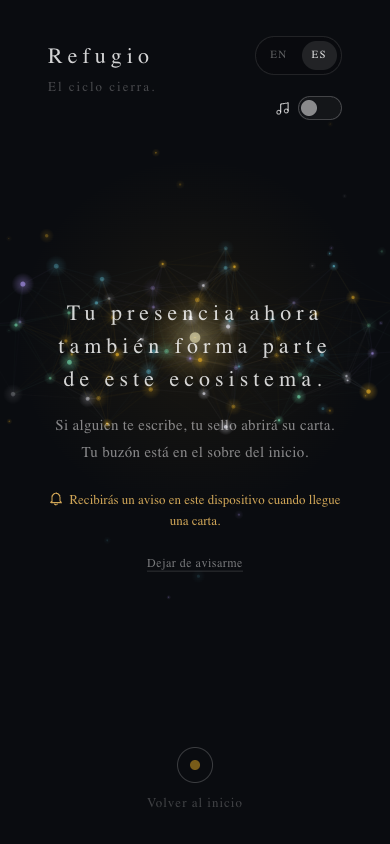 Refugio
EN ES
El ciclo cierra.
Tu presencia ahora
también forma parte
de este ecosistema.
Si alguien te escribe, tu sello abrirá su carta.
Tu buzón está en el sobre del inicio.
Recibirás un aviso en este dispositivo cuando llegue
una carta.
Dejar de avisarme
Volver al inicio